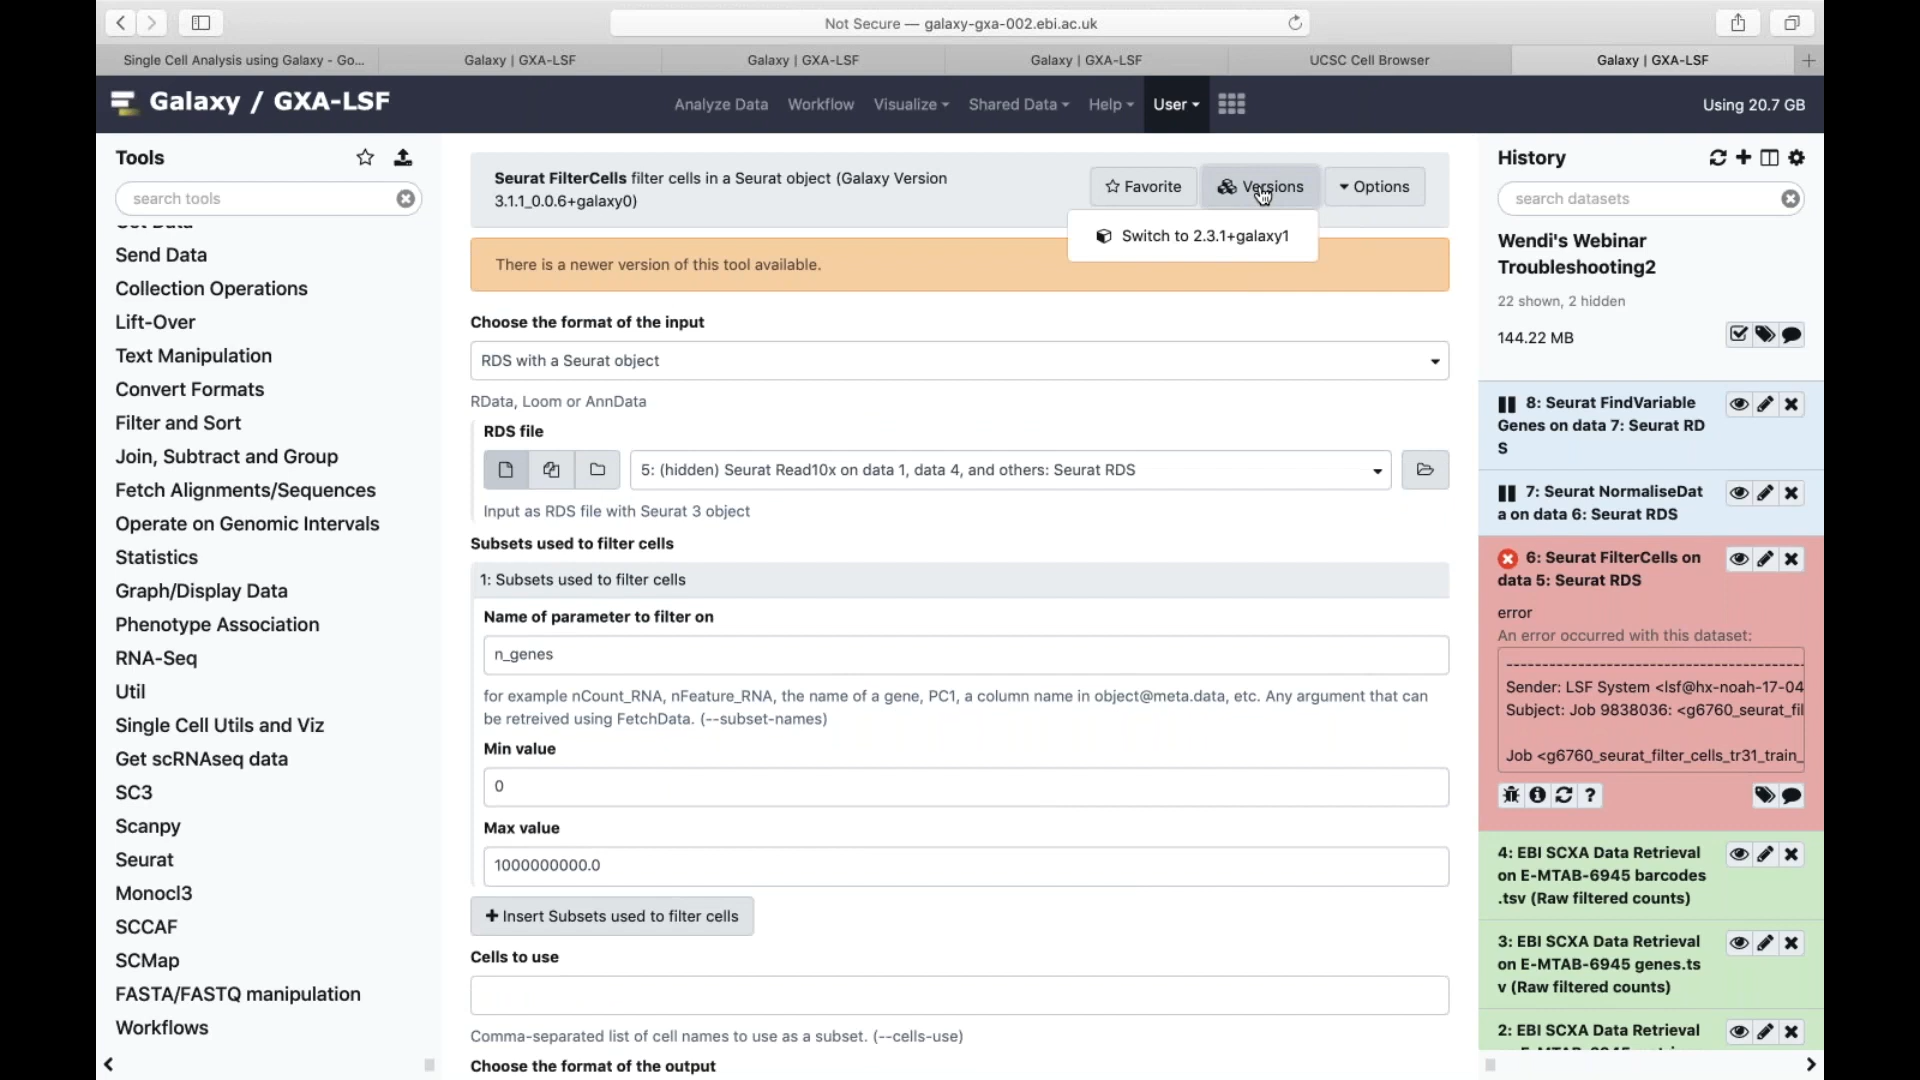 Not Secure — galaxy-gxa-002.ebi.ac.uk
Single Cell Analysis using Galaxy - Go...
Galaxy | GXA-LSF
Galaxy | GXA-LSF
Galaxy | GXA-LSF
UCSC Cell Browser
Galaxy | GXA-LSF
Galaxy / GXA-LSF
Analyze Data
Workflow
Visualize
Shared Data
Help
User
Using 20.7 GB
Tools
search tools
Send Data
Collection Operations
Lift-Over
Text Manipulation
Convert Formats
Filter and Sort
Join, Subtract and Group
Fetch Alignments/Sequences
Operate on Genomic Intervals
Statistics
Graph/Display Data
Phenotype Association
RNA-Seq
Util
Single Cell Utils and Viz
Get scRNAseq data
SC3
Scanpy
Seurat
Monocl3
SCCAF
SCMap
FASTA/FASTQ manipulation
Workflows
Seurat FilterCells filter cells in a Seurat object (Galaxy Version
3.1.1_0.0.6+galaxy0)
Favorite
Versions
Options
Switch to 2.3.1+galaxy1
There is a newer version of this tool available.
Choose the format of the input
RDS with a Seurat object
RData, Loom or AnnData
RDS file
5: (hidden) Seurat Read10x on data 1, data 4, and others: Seurat RDS
Input as RDS file with Seurat 3 object
Subsets used to filter cells
1: Subsets used to filter cells
Name of parameter to filter on
n_genes
for example nCount_RNA, nFeature_RNA, the name of a gene, PC1, a column name in object@meta.data, etc. Any argument that can
be retreived using FetchData. (--subset-names)
Min value
0
Max value
1000000000.0
Insert Subsets used to filter cells
Cells to use
Comma-separated list of cell names to use as a subset. (--cells-use)
Choose the format of the output
History
search datasets
Wendi's Webinar
Troubleshooting2
22 shown, 2 hidden
144.22 MB
8: Seurat FindVariable
Genes on data 7: Seurat RD
S
7: Seurat NormaliseDat
a on data 6: Seurat RDS
6: Seurat FilterCells on
data 5: Seurat RDS
error
An error occurred with this dataset:
Sender: LSF System <lsf@hx-noah-17-04
Subject: Job 9838036: <g6760_seurat_fil
Job <g6760_seurat_filter_cells_tr31_train_
4: EBI SCXA Data Retrieval
on E-MTAB-6945 barcodes
.tsv (Raw filtered counts)
3: EBI SCXA Data Retrieval
on E-MTAB-6945 genes.ts
v (Raw filtered counts)
2: EBI SCXA Data Retrieval